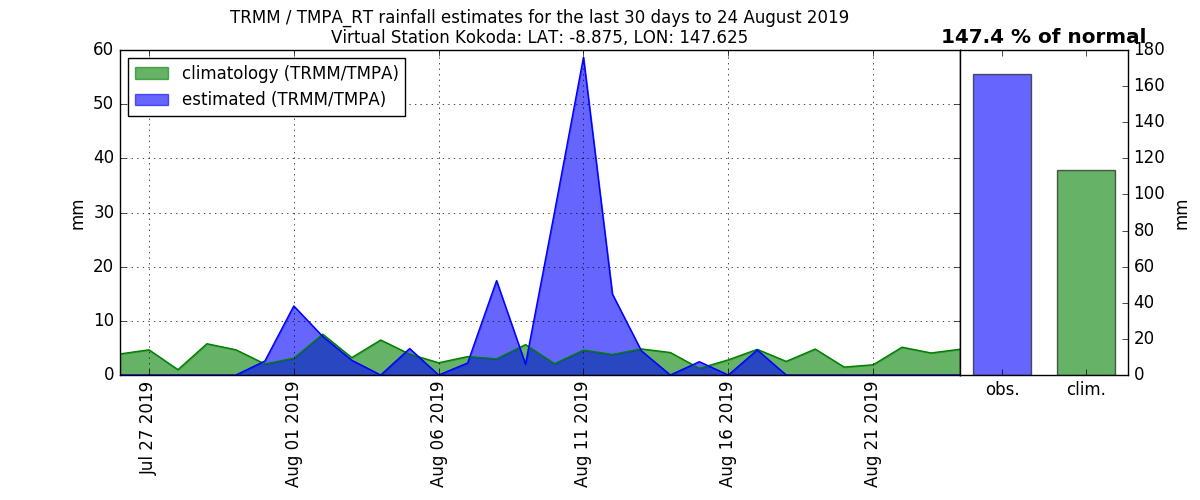 TRMM / TMPA_RT rainfall estimates for the last 30 days to 24 August 2019
Virtual Station Kokoda: LAT: -8.875, LON: 147.625
147.4 % of normal
climatology (TRMM/TMPA)
estimated (TRMM/TMPA)
mm
60
50
40
30
20
10
0
Jul 27 2019
Aug 01 2019
Aug 06 2019
Aug 11 2019
Aug 16 2019
Aug 21 2019
180
160
140
120
100
80
60
40
20
0
mm
obs.
clim.